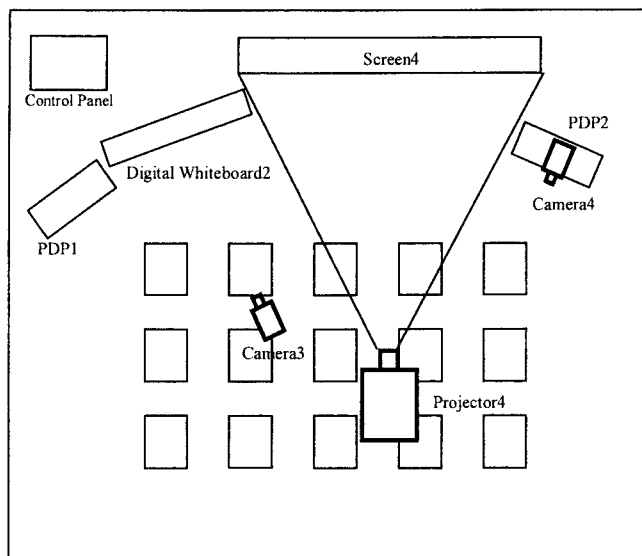 Screen4
Control Panel
PDP2
Digital Whiteboard2
Camera4
PDP1
Camera3
Projector4